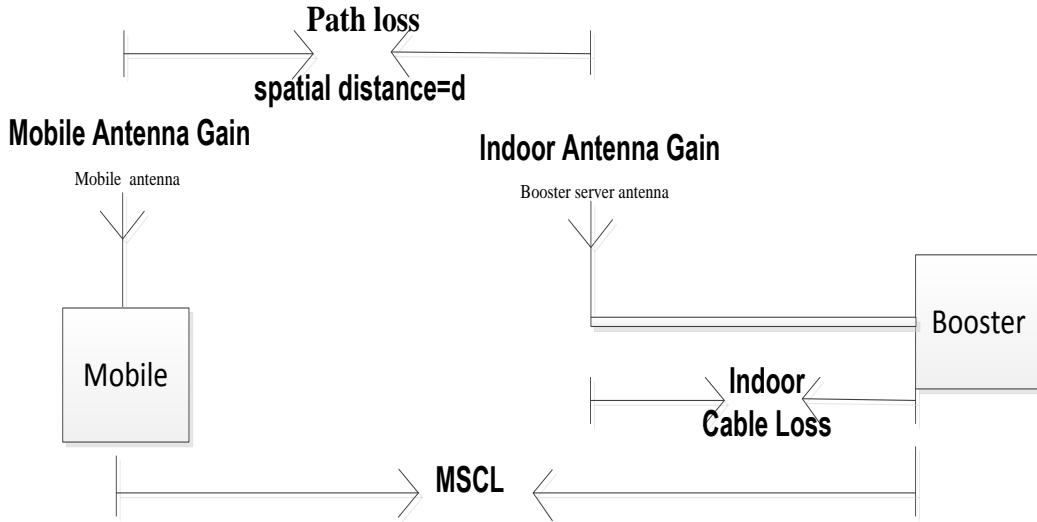 Path loss
spatial distance=d
Mobile Antenna Gain
Indoor Antenna Gain
Mobile antenna
Booster server antenna
Booster
Mobile
Indoor
Cable Loss
MSCL